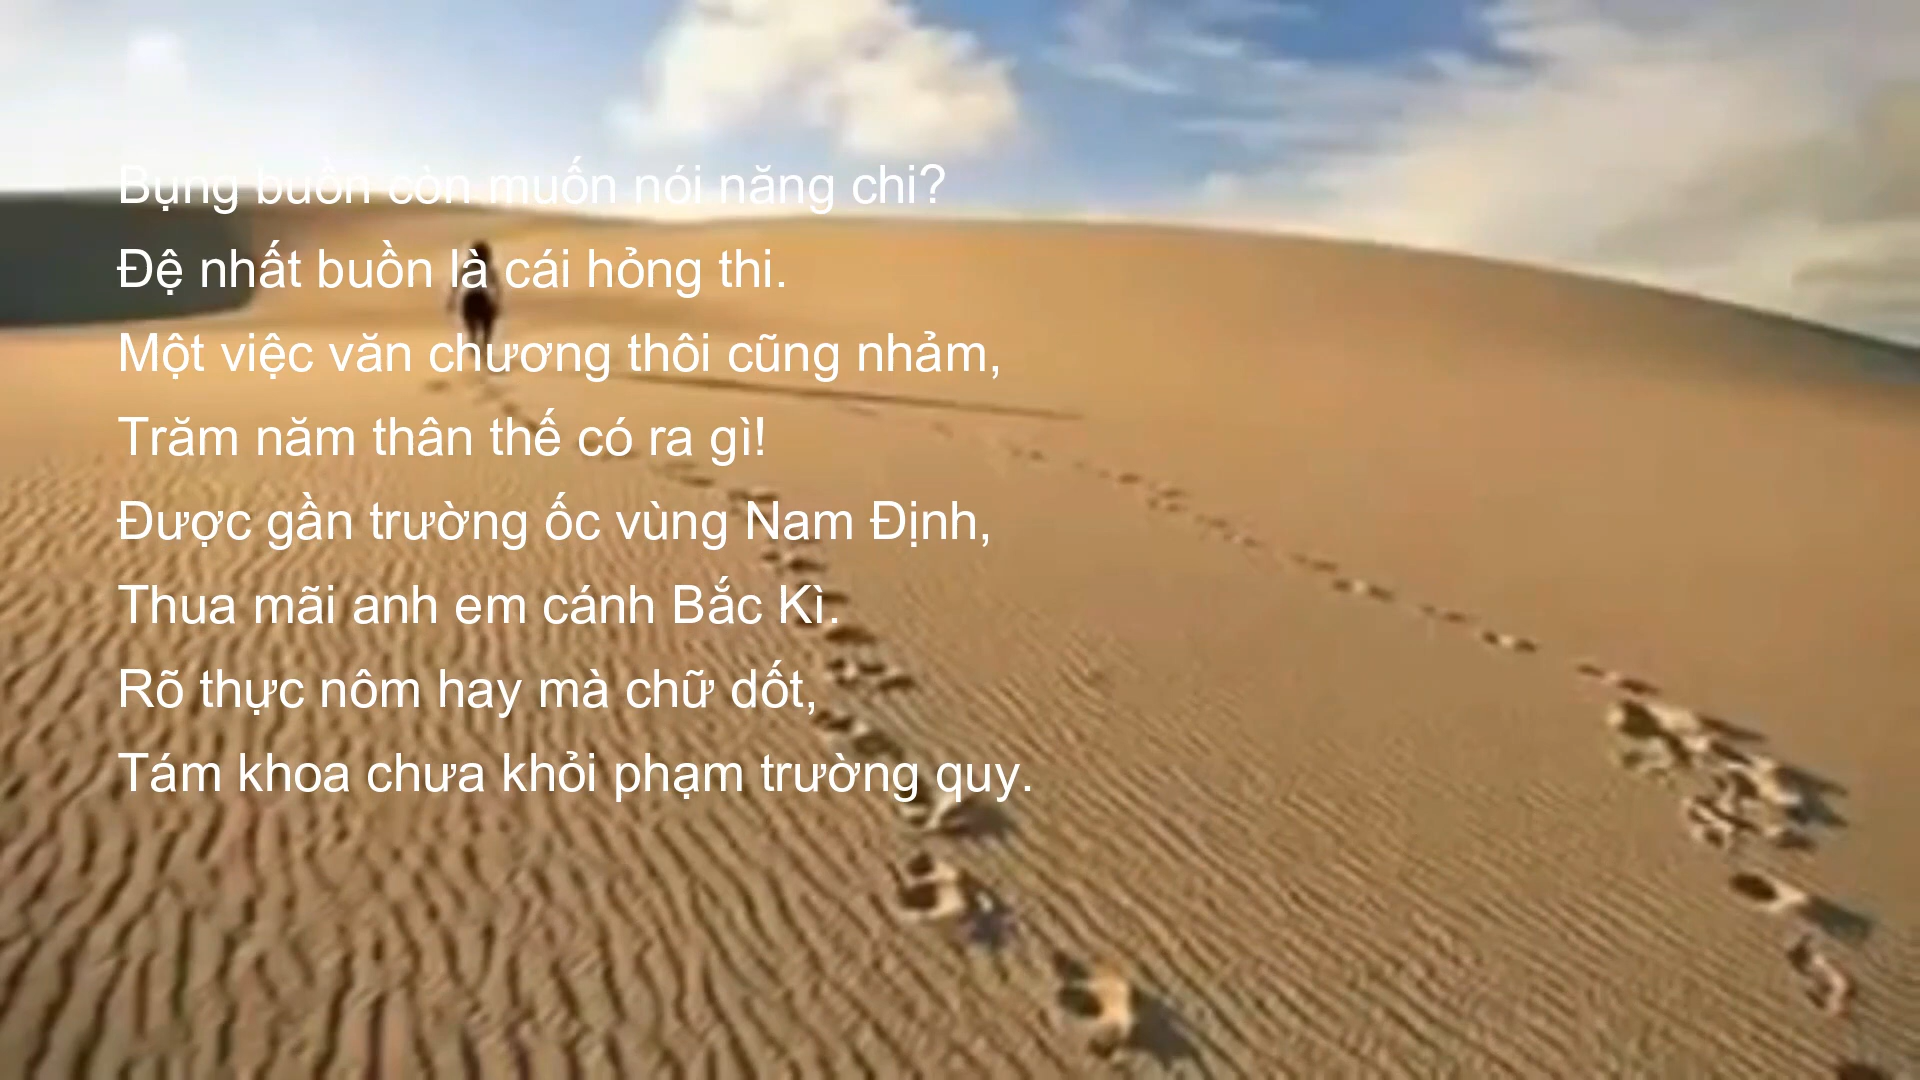 Bụng buồn còn muốn nói năng chi?
Đệ nhất buồn là cái hỏng thi.
Một việc văn chương thôi cũng nhảm,
Trăm năm thân thế có ra gì!
Được gần trường ốc vùng Nam Định,
Thua mãi anh em cánh Bắc Kì.
Rõ thực nôm hay mà chữ dốt,
Tám khoa chưa khỏi phạm trường quy.